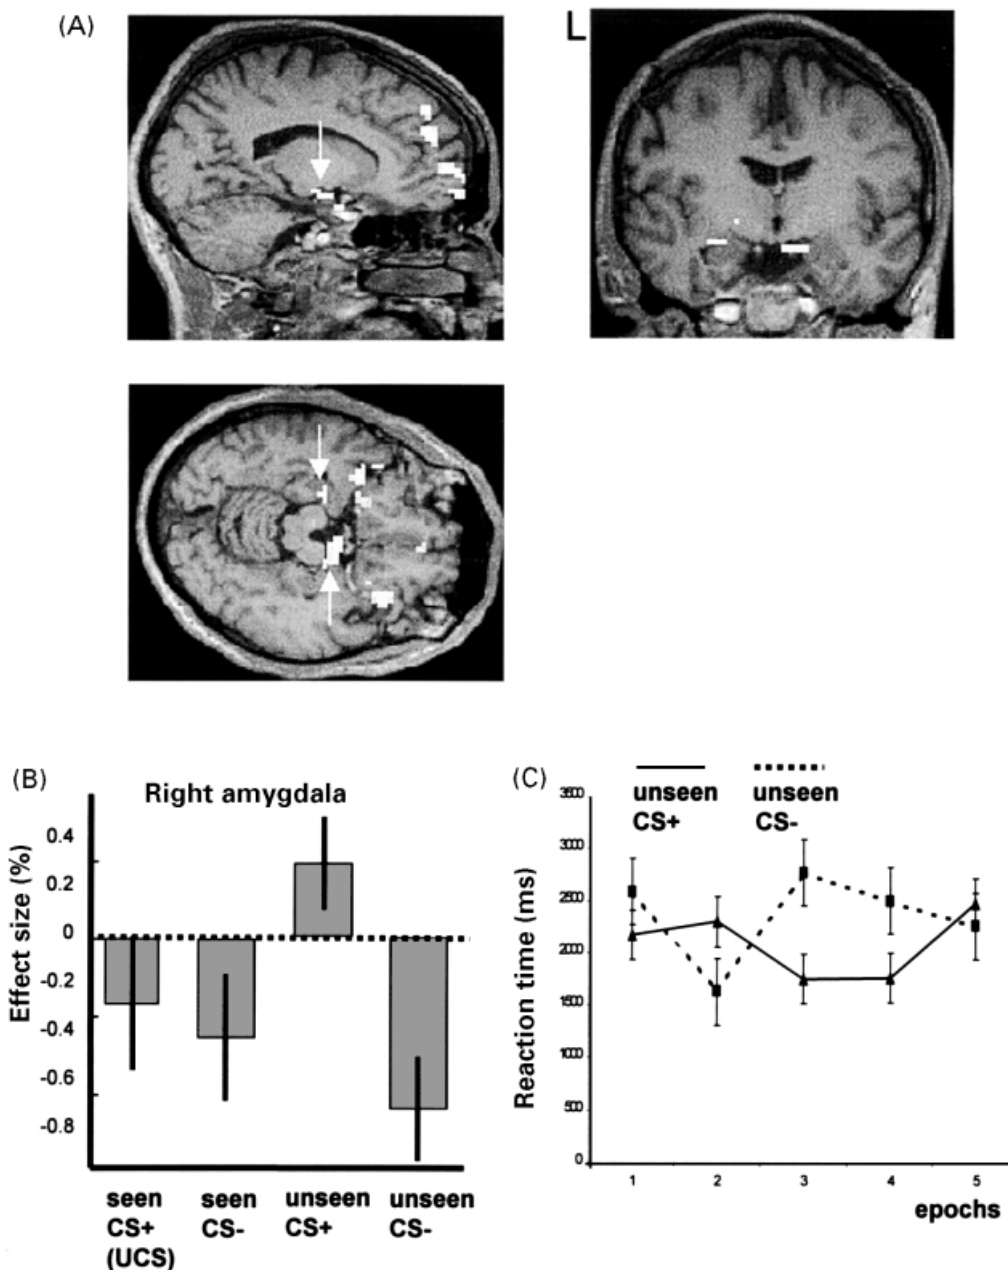 (A)
L
(B)
Right amygdala
Effect size (%)
0.4
0.2
0
-0.2
-0.4
-0.6
-0.8
seen
CS+
(UCS)
seen
CS-
unseen
CS+
unseen
CS-
(C)
unseen
CS+
unseen
CS-
Reaction time (ms)
3500
3000
2500
2000
1500
1000
500
0
1 2 3 4 5
epochs